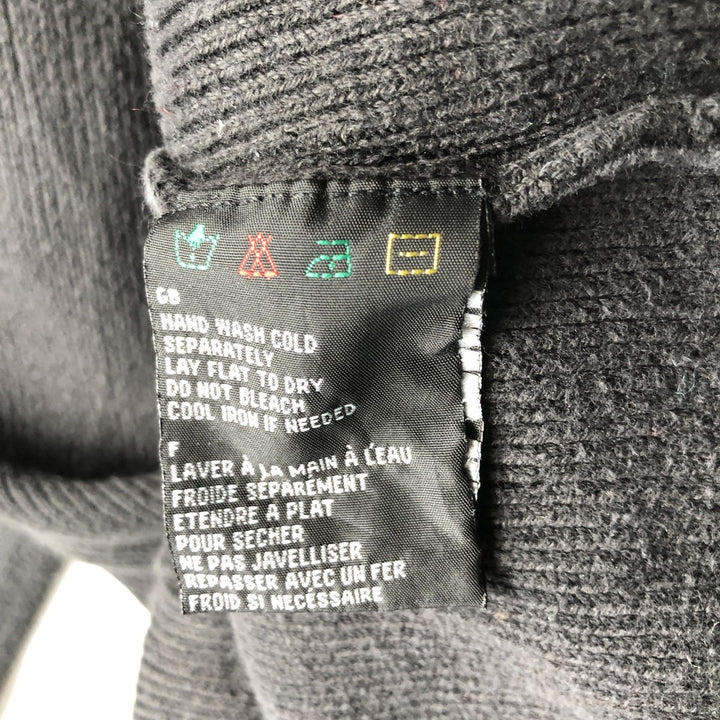 GB
HAND WASH COLD
SEPARATELY
LAY FLAT TO DRY
DO NOT BLEACH
COOL IRON IF NEEDED
F
LAVER À LA MAIN À L'EAU
FROIDE SÉPARÉMENT
ETENDRE A PLAT
POUR SECHER
NE PAS JAVELLISER
REPASSER AVEC UN FER
FROID SI NECÉSSAIRE